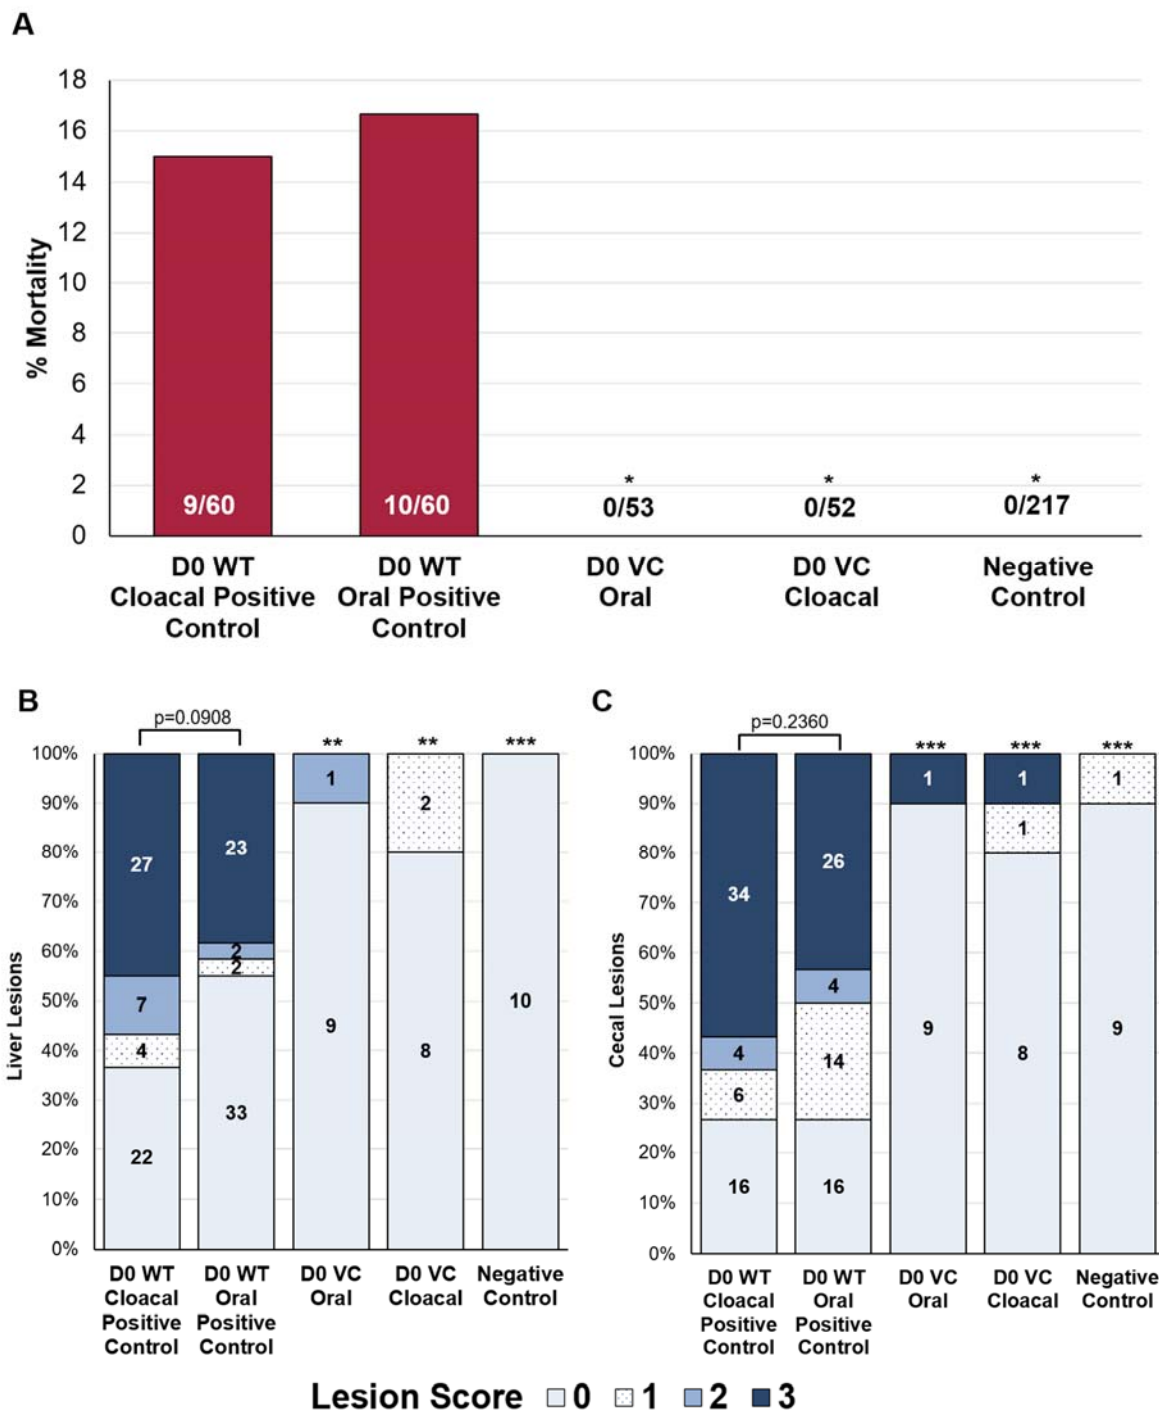 A
% Mortality
18
16
14
12
10
8
6
4
2
0
9/60
10/60
*
0/53
*
0/52
*
0/217
D0 WT
Cloacal Positive
Control
D0 WT
Oral Positive
Control
D0 VC
Oral
D0 VC
Cloacal
Negative
Control
B
p=0.0908
** ** ***
Liver Lesions
100%
90%
80%
70%
60%
50%
40%
30%
20%
10%
0%
27
7
4
22
23
2
2
33
1
9
2
8
10
D0 WT
Cloacal
Positive
Control
D0 WT
Oral
Positive
Control
D0 VC
Oral
D0 VC
Cloacal
Negative
Control
C
p=0.2360
*** *** ***
Cecal Lesions
100%
90%
80%
70%
60%
50%
40%
30%
20%
10%
0%
34
4
6
16
26
4
14
16
1
9
1
1
8
1
9
D0 WT
Cloacal
Positive
Control
D0 WT
Oral
Positive
Control
D0 VC
Oral
D0 VC
Cloacal
Negative
Control
Lesion Score 0 1 2 3